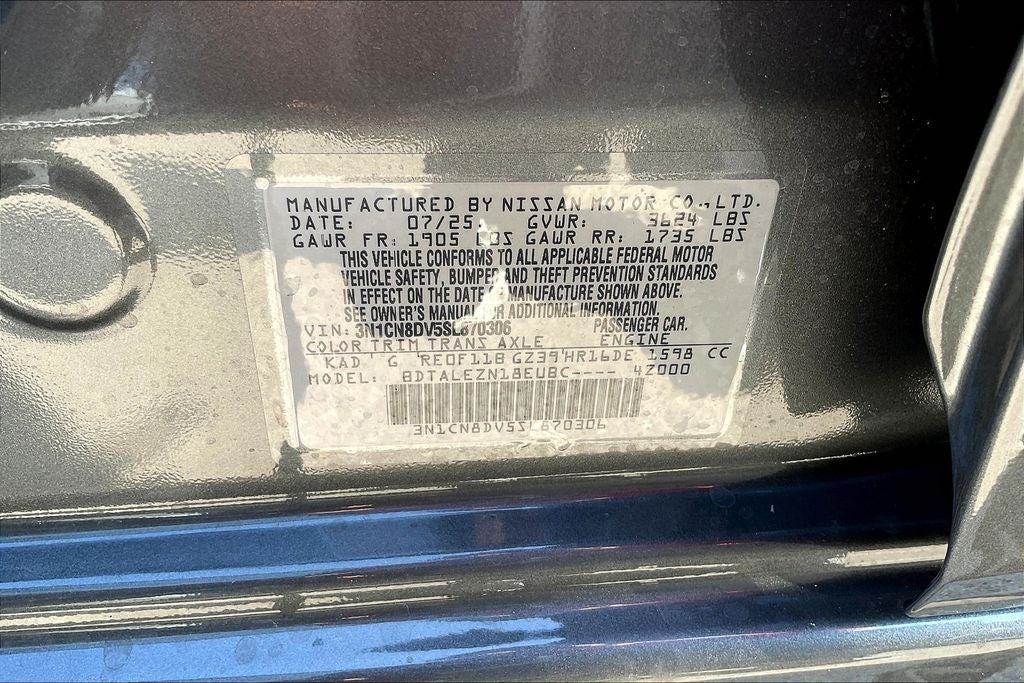 MANUFACTURED BY NISSAN MOTOR CO., LTD.
DATE: 07/25 GVWR: 3624 LBS
GAWR FR: 1905 LBS GAWR RR: 1735 LBS
THIS VEHICLE CONFORMS TO ALL APPLICABLE FEDERAL MOTOR
VEHICLE SAFETY, BUMPER AND THEFT PREVENTION STANDARDS
IN EFFECT ON THE DATE OF MANUFACTURE SHOWN ABOVE.
SEE OWNER'S MANUAL FOR ADDITIONAL INFORMATION.
VIN: 3N1CN8DV5SL870306 PASSENGER CAR.
COLOR TRIM TRANS AXLE ENGINE
KAD G RE0F11B GZ39 HR16DE 1598 CC
MODEL: BDTALEZN18EUBC---- 4Z000
3N1CN8DV5SL870306